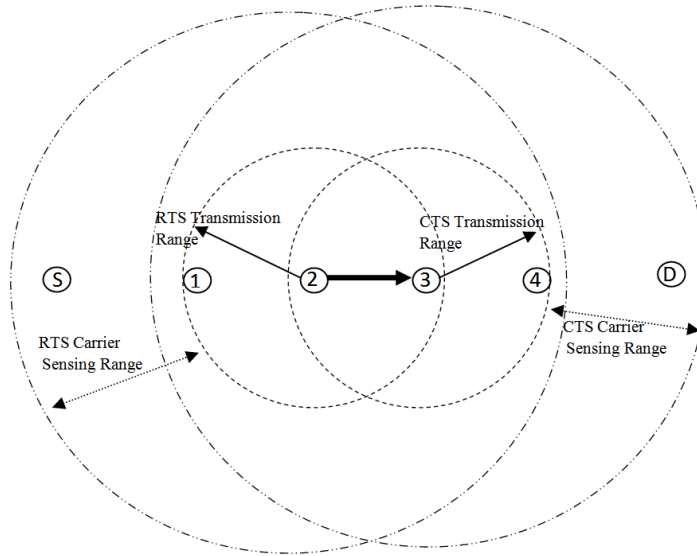 RTS Transmission
Range
CTS Transmission
Range
S
1
2
3
4
D
RTS Carrier
Sensing Range
CTS Carrier
Sensing Range